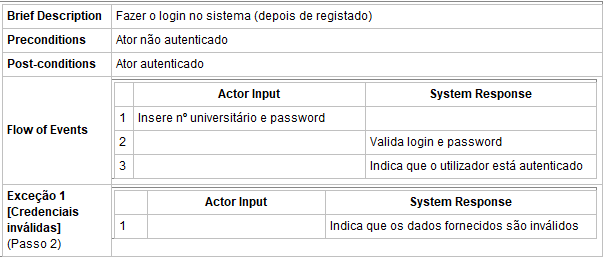 Brief Description Fazer o login no sistema (depois de registado)
Preconditions Ator não autenticado
Post-conditions Ator autenticado
Flow of Events
Actor Input System Response
1 Insere nº universitário e password
2 Valida login e password
3 Indica que o utilizador está autenticado
Exceção 1
[Credenciais
inválidas]
(Passo 2)
Actor Input System Response
1 Indica que os dados fornecidos são inválidos